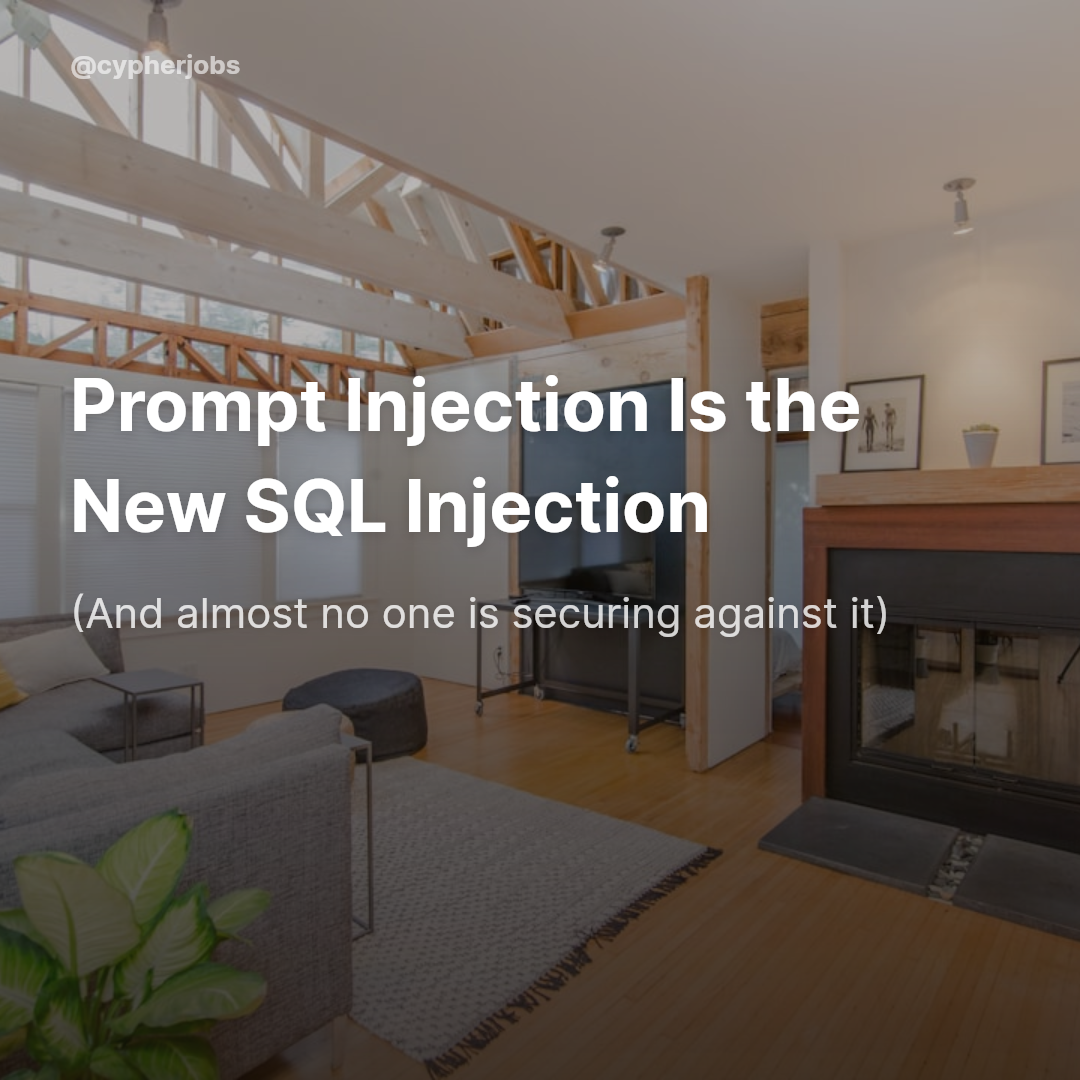 @cypherjobs
Prompt Injection Is the
New SQL Injection
(And almost no one is securing against it)